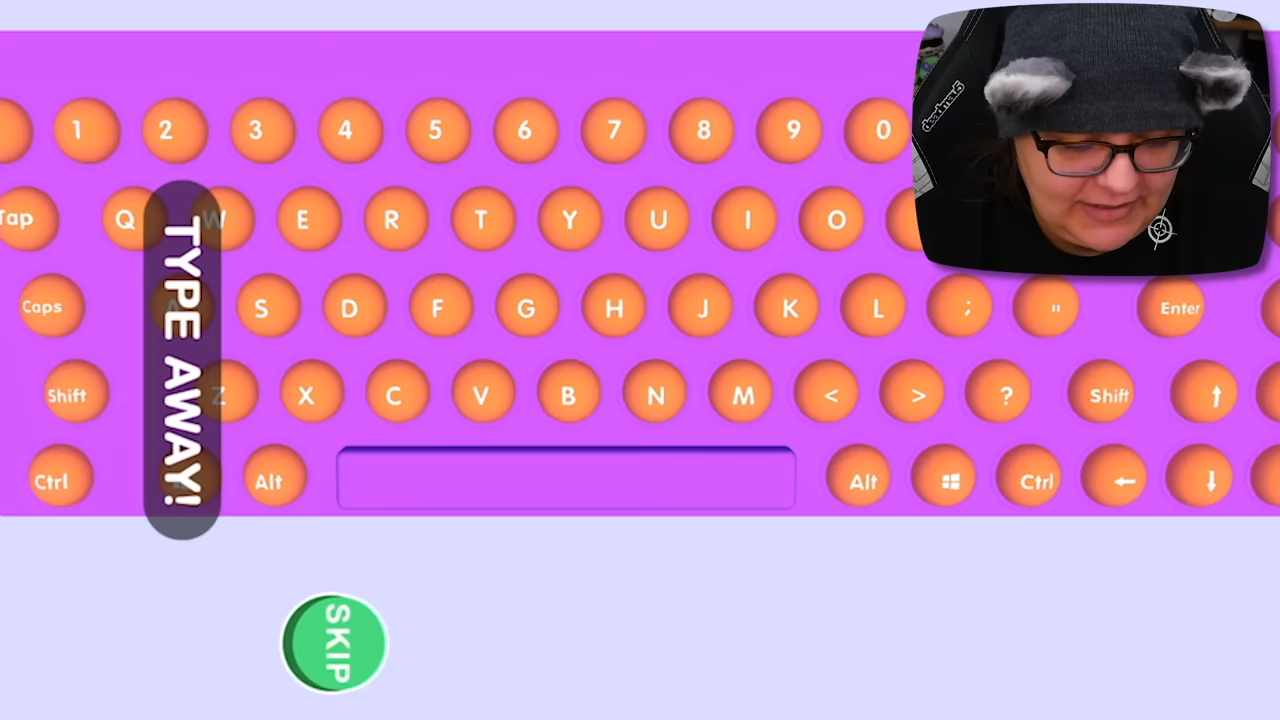 1 2 3 4 5 6 7 8 9 0
Tap Q W E R T Y U I O
Caps A S D F G H J K L ; "
Enter
Shift Z X C V B N M < > ? Shift ↑
Ctrl Alt Alt Ctrl ← ↓
TYPE AWAY!
SKIP
deadmau5